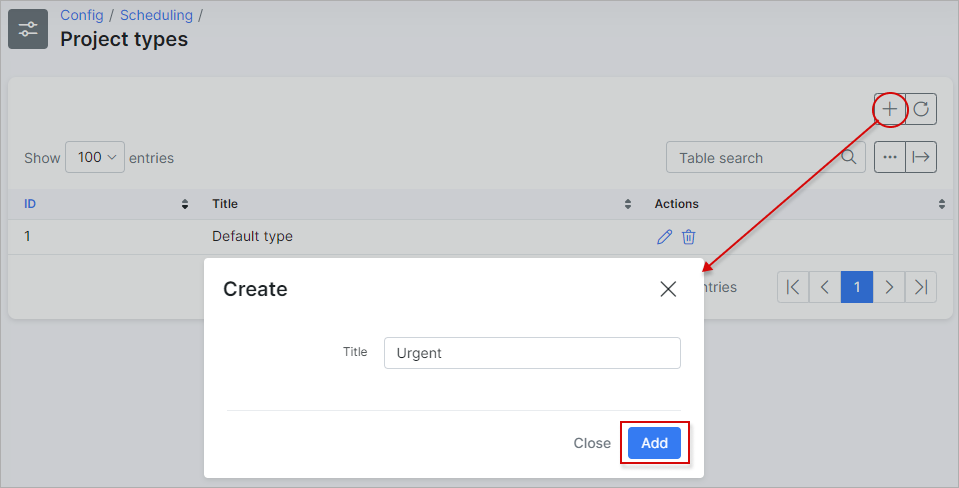 Config / Scheduling /
Project types
Show 100 entries
Table search
ID Title Actions
1 Default type
ntries
1
Create
Title Urgent
Close Add